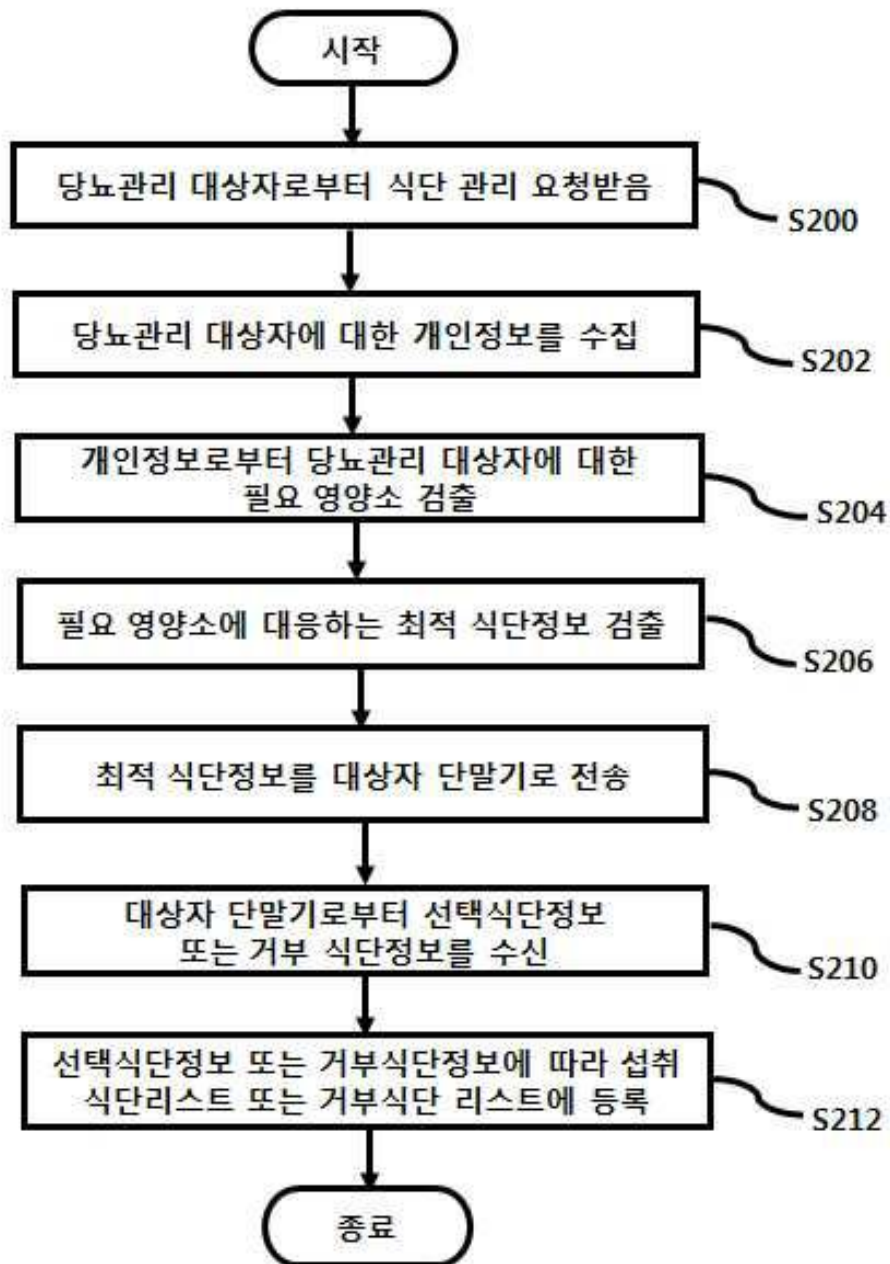 시작
당뇨관리 대상자로부터 식단 관리 요청받음
S200
당뇨관리 대상자에 대한 개인정보를 수집
S202
개인정보로부터 당뇨관리 대상자에 대한
필요 영양소 검출
S204
필요 영양소에 대응하는 최적 식단정보 검출
S206
최적 식단정보를 대상자 단말기로 전송
S208
대상자 단말기로부터 선택식단정보
또는 거부 식단정보를 수신
S210
선택식단정보 또는 거부식단정보에 따라 섭취
식단리스트 또는 거부식단 리스트에 등록
S212
종료